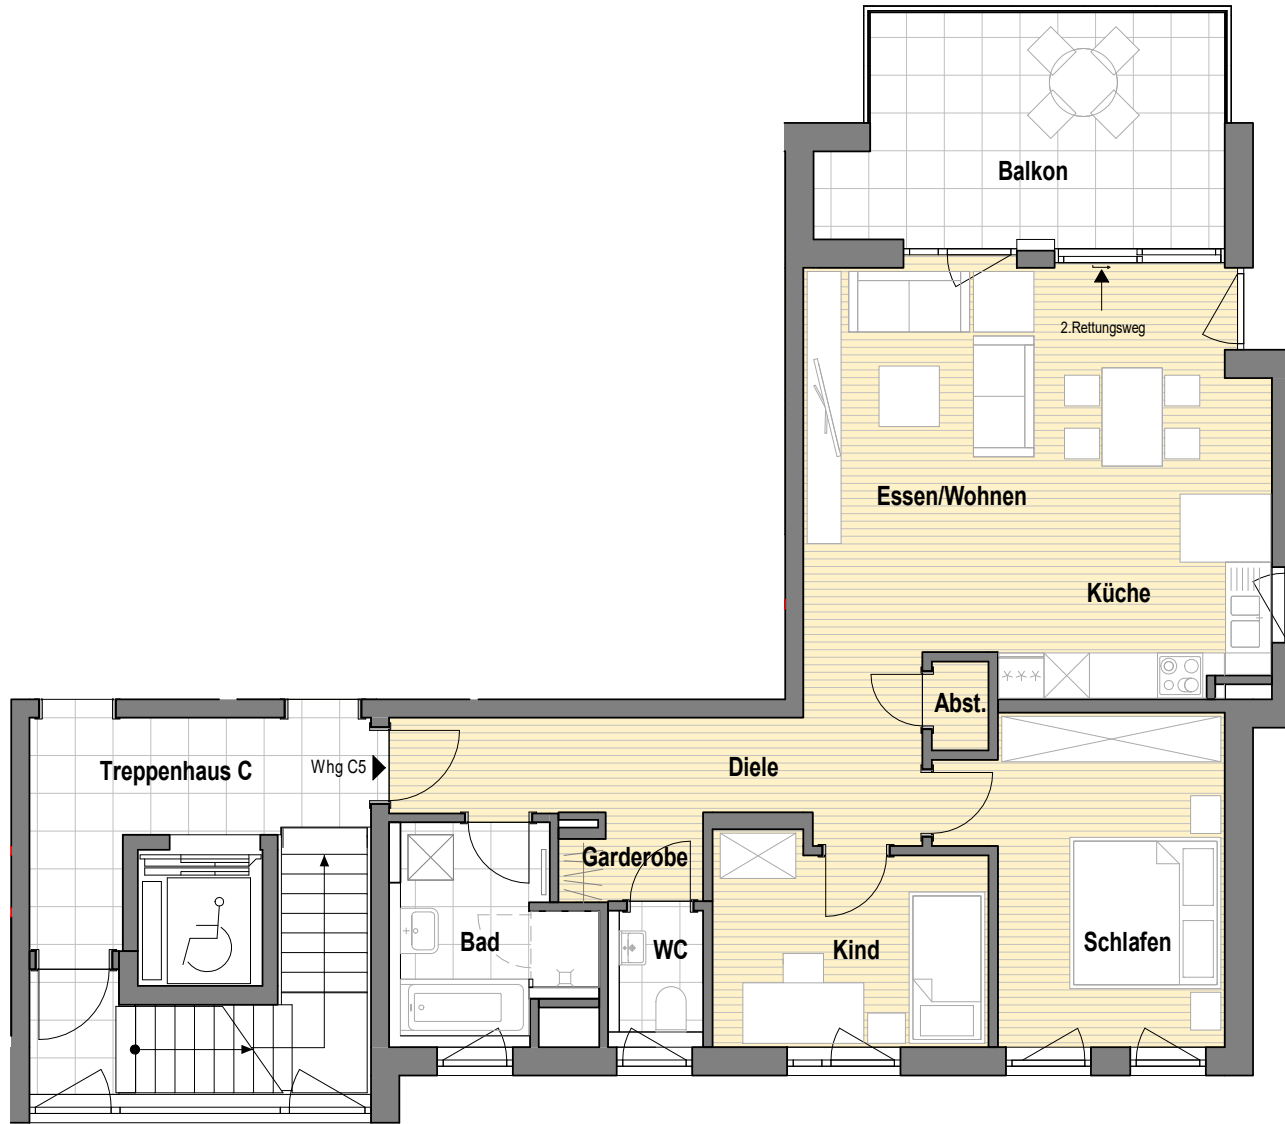 Balkon
2.Rettungsweg
Essen/Wohnen
Küche
Abst.
Treppenhaus C
Whg C5
Diele
Garderobe
Bad
WC
Kind
Schlafen